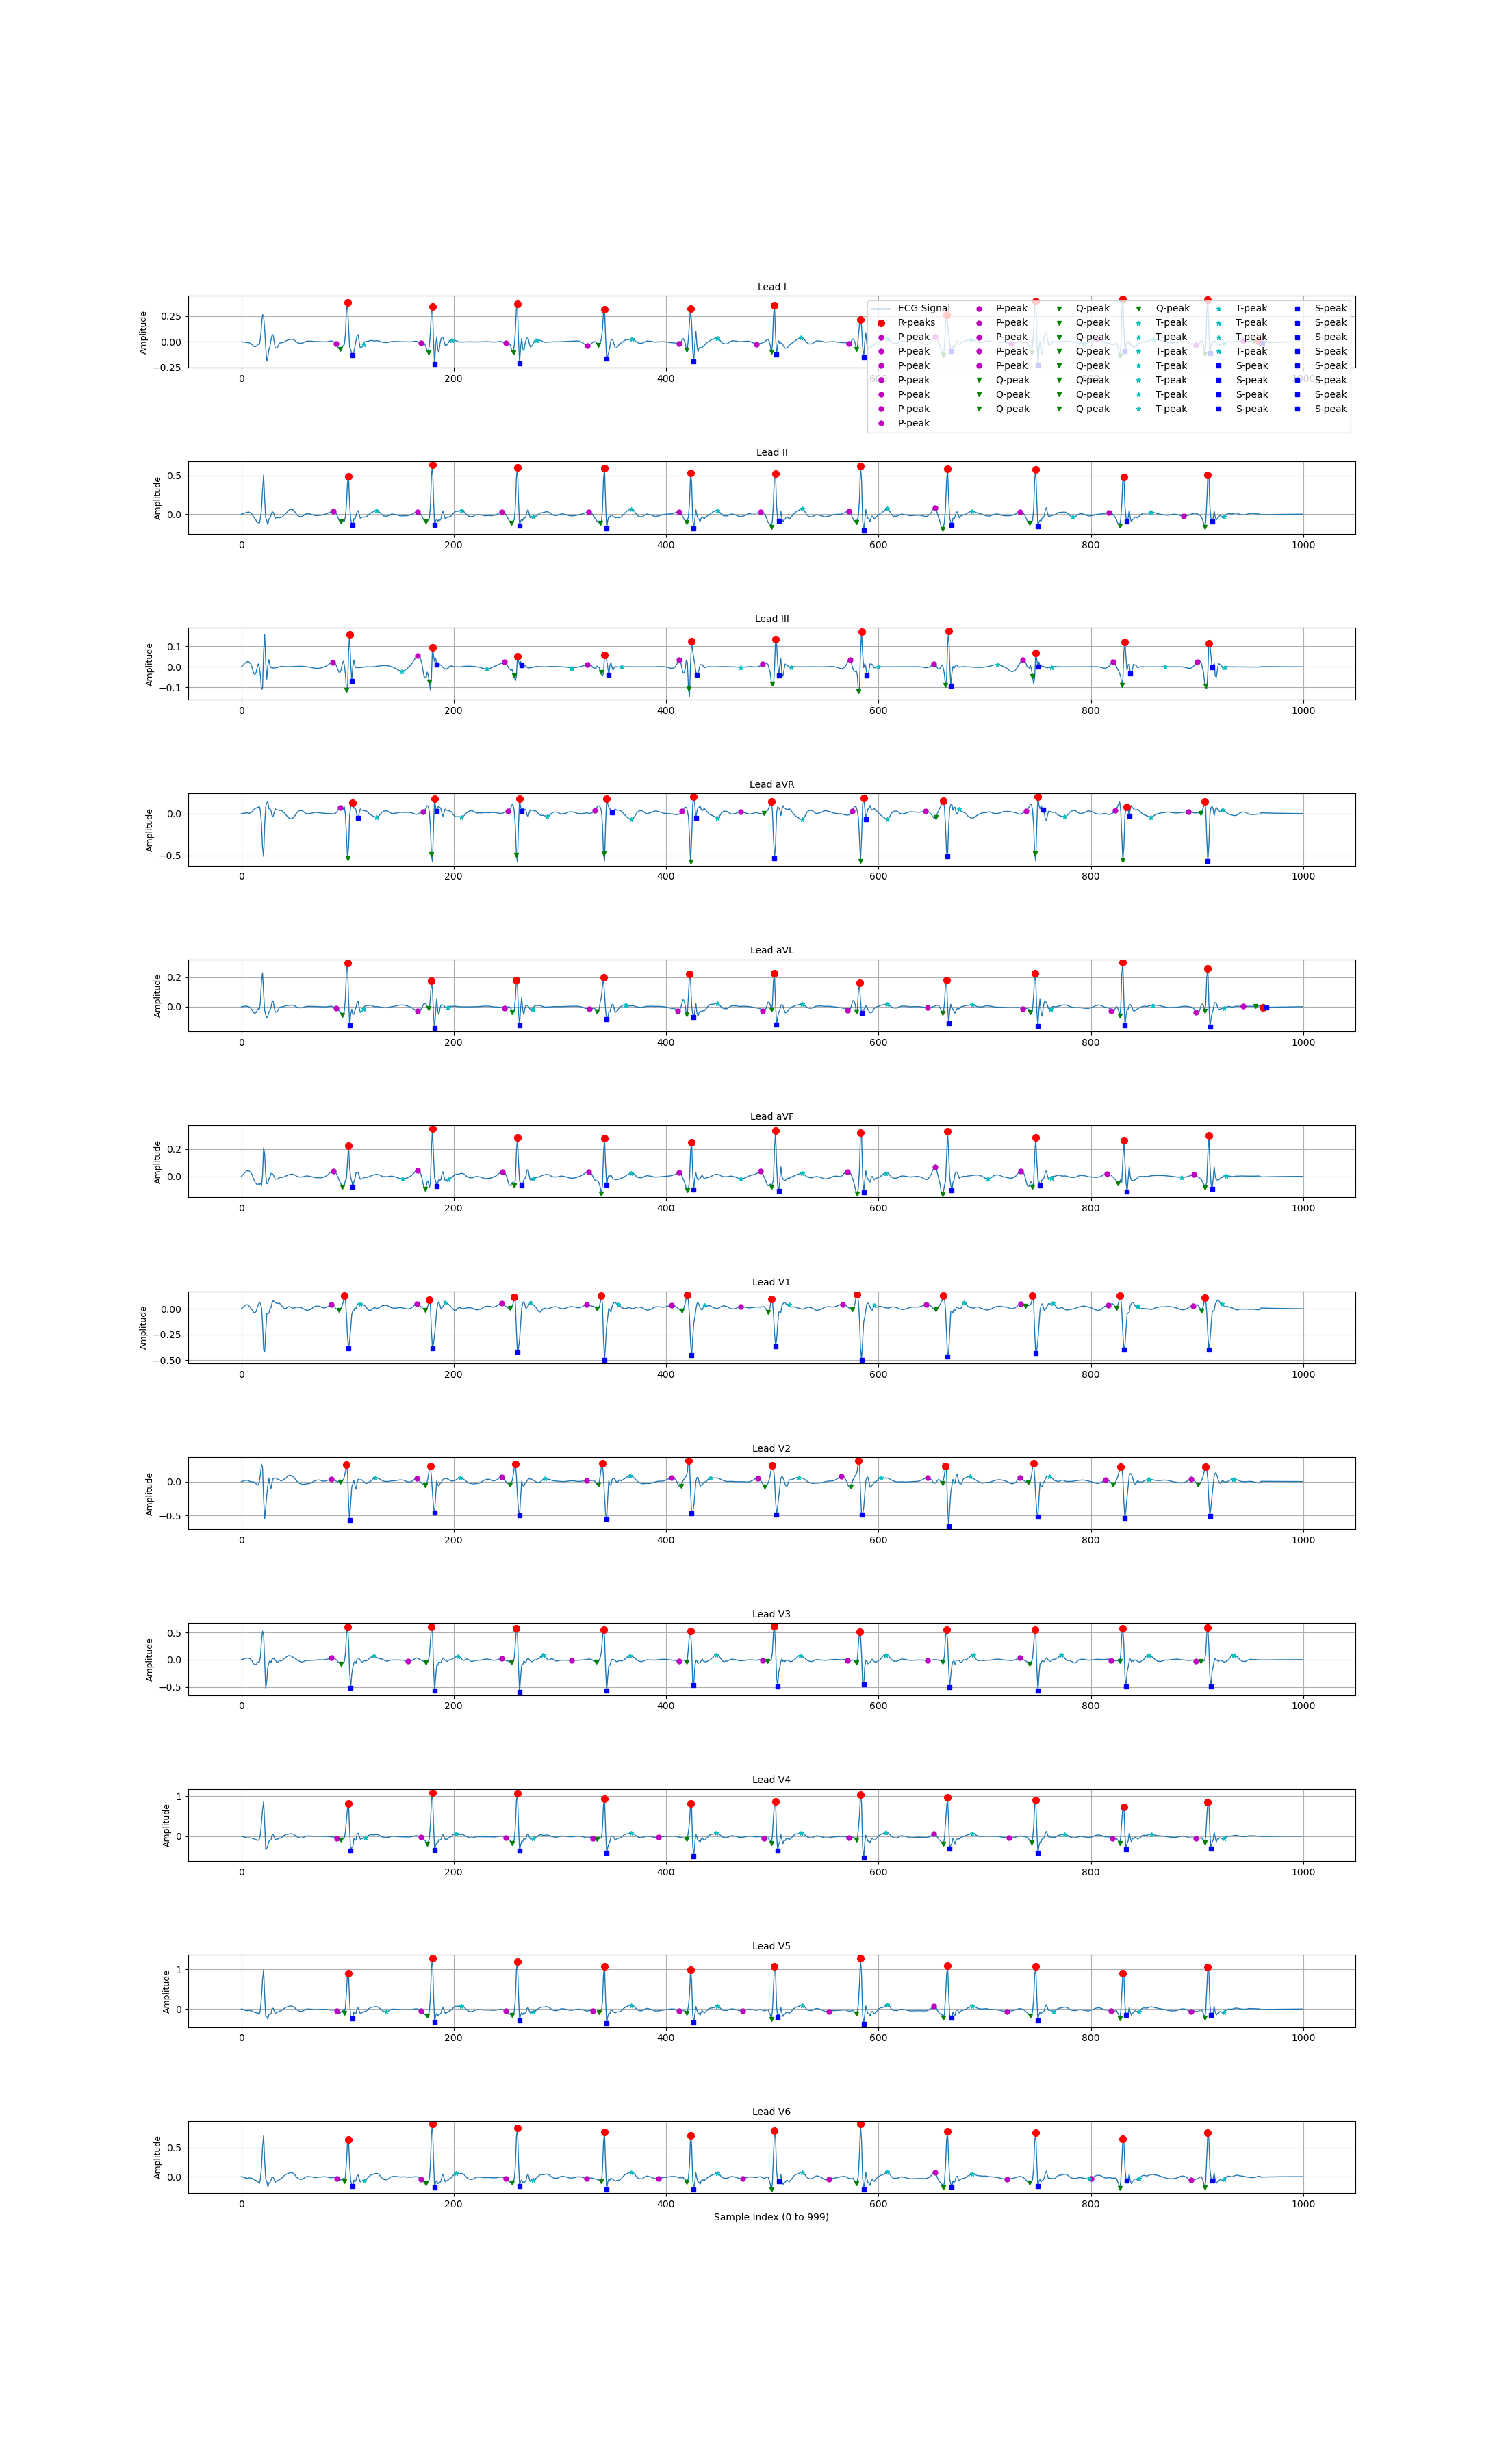 Lead I
Amplitude
0.25
0.00
−0.25
0 200 400 600 800 1000
ECG Signal P-peak Q-peak Q-peak T-peak S-peak
R-peaks P-peak Q-peak T-peak T-peak S-peak
P-peak P-peak Q-peak T-peak T-peak S-peak
P-peak P-peak Q-peak T-peak T-peak S-peak
P-peak P-peak Q-peak T-peak S-peak S-peak
P-peak Q-peak Q-peak T-peak S-peak S-peak
P-peak Q-peak Q-peak T-peak S-peak S-peak
P-peak Q-peak Q-peak T-peak S-peak S-peak
P-peak
Lead II
Amplitude
0.5
0.0
0 200 400 600 800 1000
Lead III
Amplitude
0.1
0.0
−0.1
0 200 400 600 800 1000
Lead aVR
Amplitude
0.0
−0.5
0 200 400 600 800 1000
Lead aVL
Amplitude
0.2
0.0
0 200 400 600 800 1000
Lead aVF
Amplitude
0.2
0.0
0 200 400 600 800 1000
Lead V1
Amplitude
0.00
−0.25
−0.50
0 200 400 600 800 1000
Lead V2
Amplitude
0.0
−0.5
0 200 400 600 800 1000
Lead V3
Amplitude
0.5
0.0
−0.5
0 200 400 600 800 1000
Lead V4
Amplitude
1
0
0 200 400 600 800 1000
Lead V5
Amplitude
1
0
0 200 400 600 800 1000
Lead V6
Amplitude
0.5
0.0
0 200 400 600 800 1000
Sample Index (0 to 999)